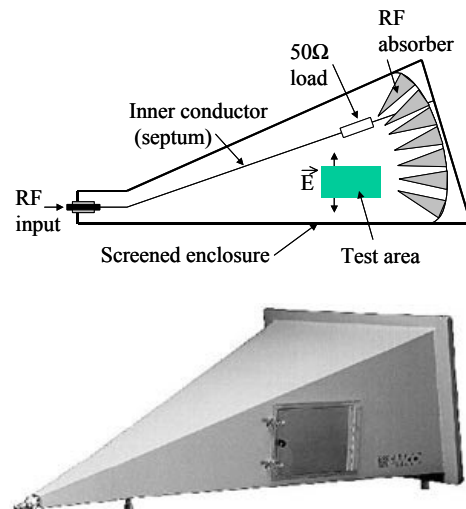 RF
absorber
50Ω
load
Inner conductor
(septum)
RF
input
E
Screened enclosure
Test area